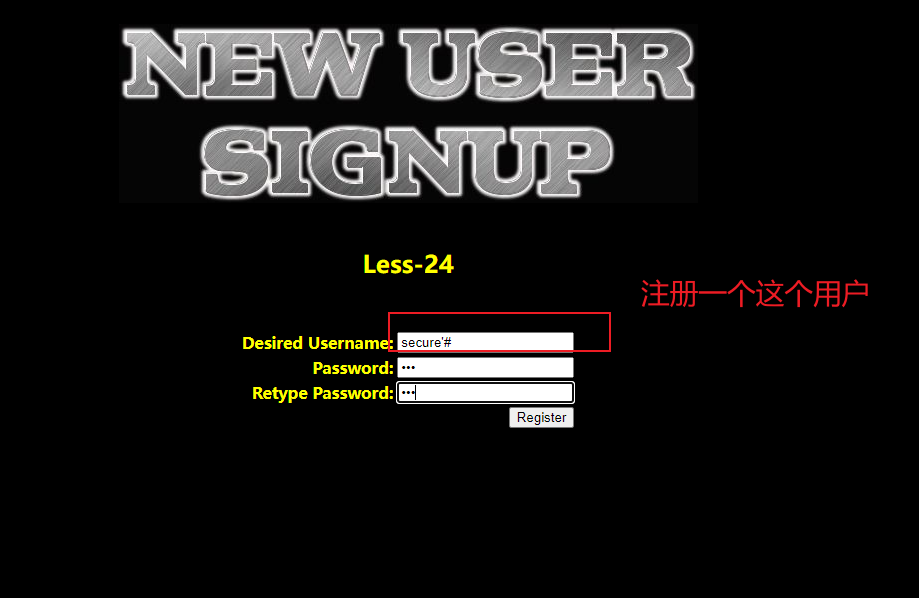 NEW USER
SIGNUP
Less-24
注册一个这个用户
Desired Username: secure'#
Password: •••
Retype Password: •••
Register